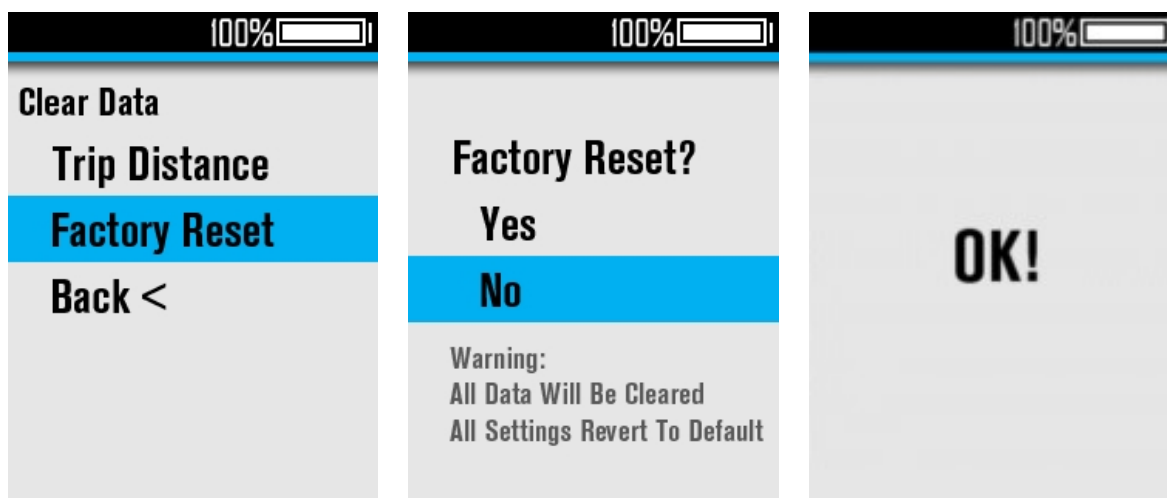 100%
Clear Data
Trip Distance
Factory Reset
Back <
100%
Factory Reset?
Yes
No
Warning:
All Data Will Be Cleared
All Settings Revert To Default
100%
OK!